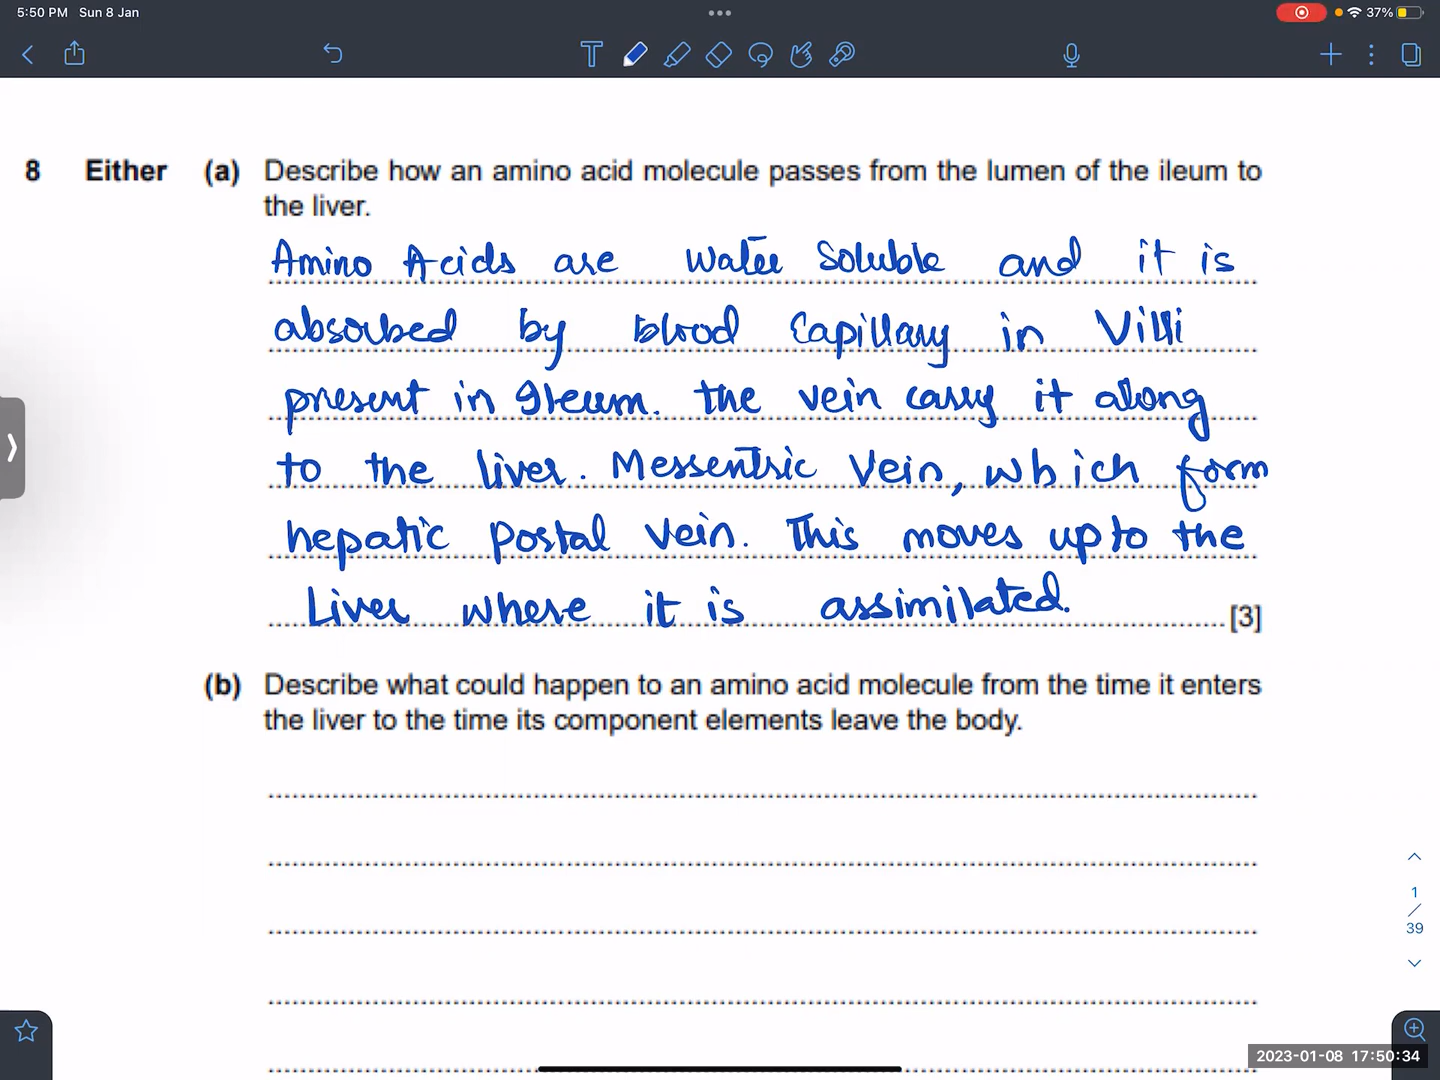 5:50 PM Sun 8 Jan
37%
8 Either (a) Describe how an amino acid molecule passes from the lumen of the ileum to
the liver.
Amino Acids are Water Soluble and it is
absorbed by blood Capillary in Villi
present in Ileum. The vein carry it along
to the liver. Messentric Vein, which form
hepatic Portal Vein. This moves upto the
Liver where it is assimilated.
[3]
(b) Describe what could happen to an amino acid molecule from the time it enters
the liver to the time its component elements leave the body.
1
/
39
2023-01-08 17:50:34